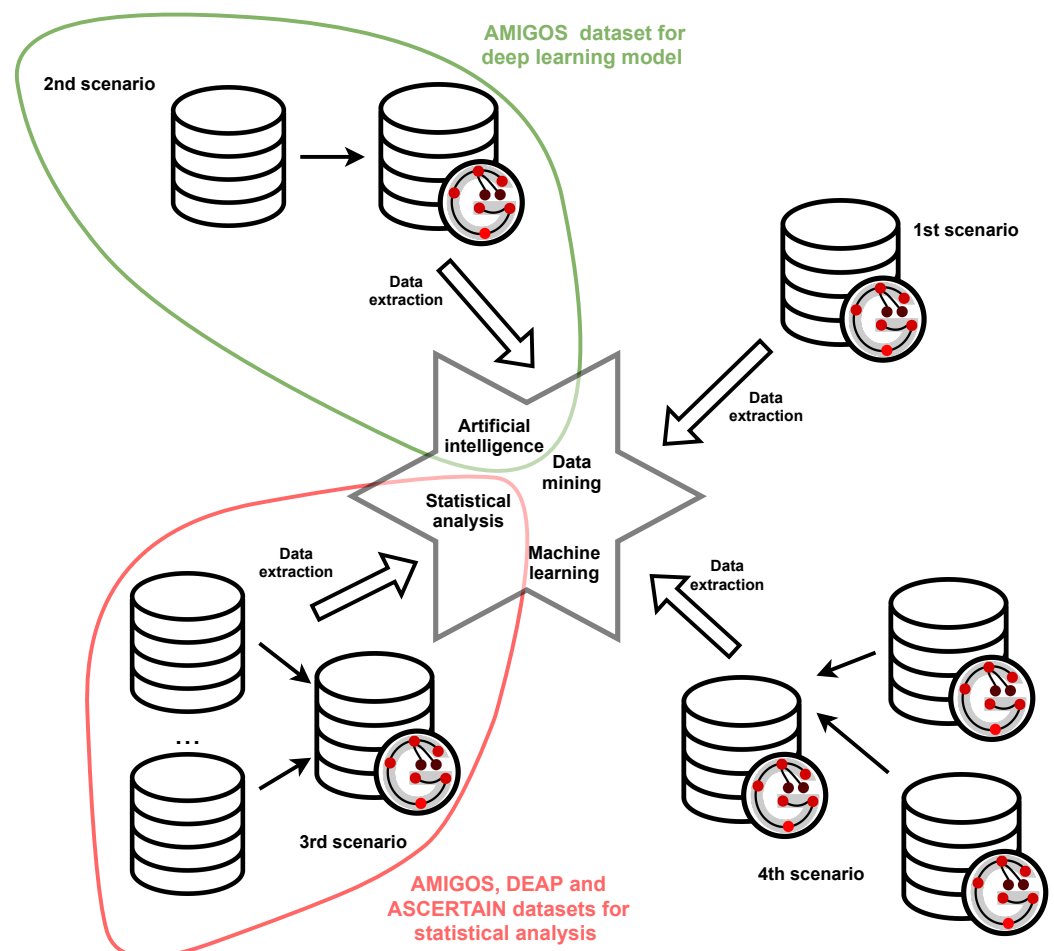 AMIGOS dataset for
deep learning model
2nd scenario
1st scenario
Data
extraction
Data
extraction
Artificial
intelligence
Data
mining
Statistical
analysis
Machine
learning
Data
extraction
Data
extraction
...
3rd scenario
4th scenario
AMIGOS, DEAP and
ASCERTAIN datasets for
statistical analysis